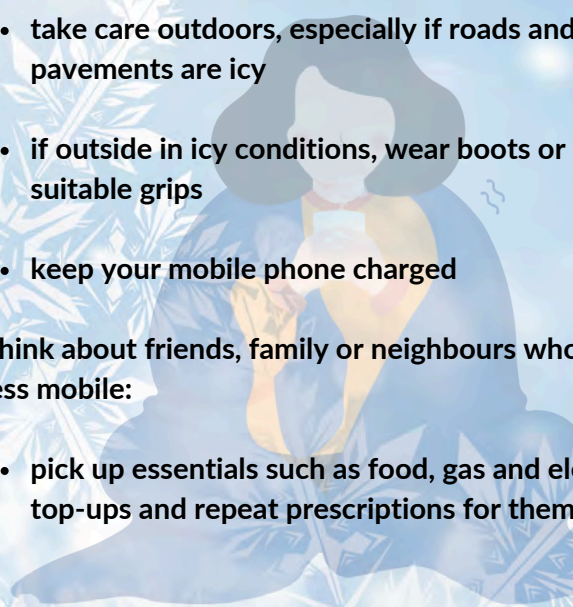 • take care outdoors, especially if roads and
pavements are icy
• if outside in icy conditions, wear boots or
suitable grips
• keep your mobile phone charged
hink about friends, family or neighbours who
ess mobile:
• pick up essentials such as food, gas and ele
top-ups and repeat prescriptions for them